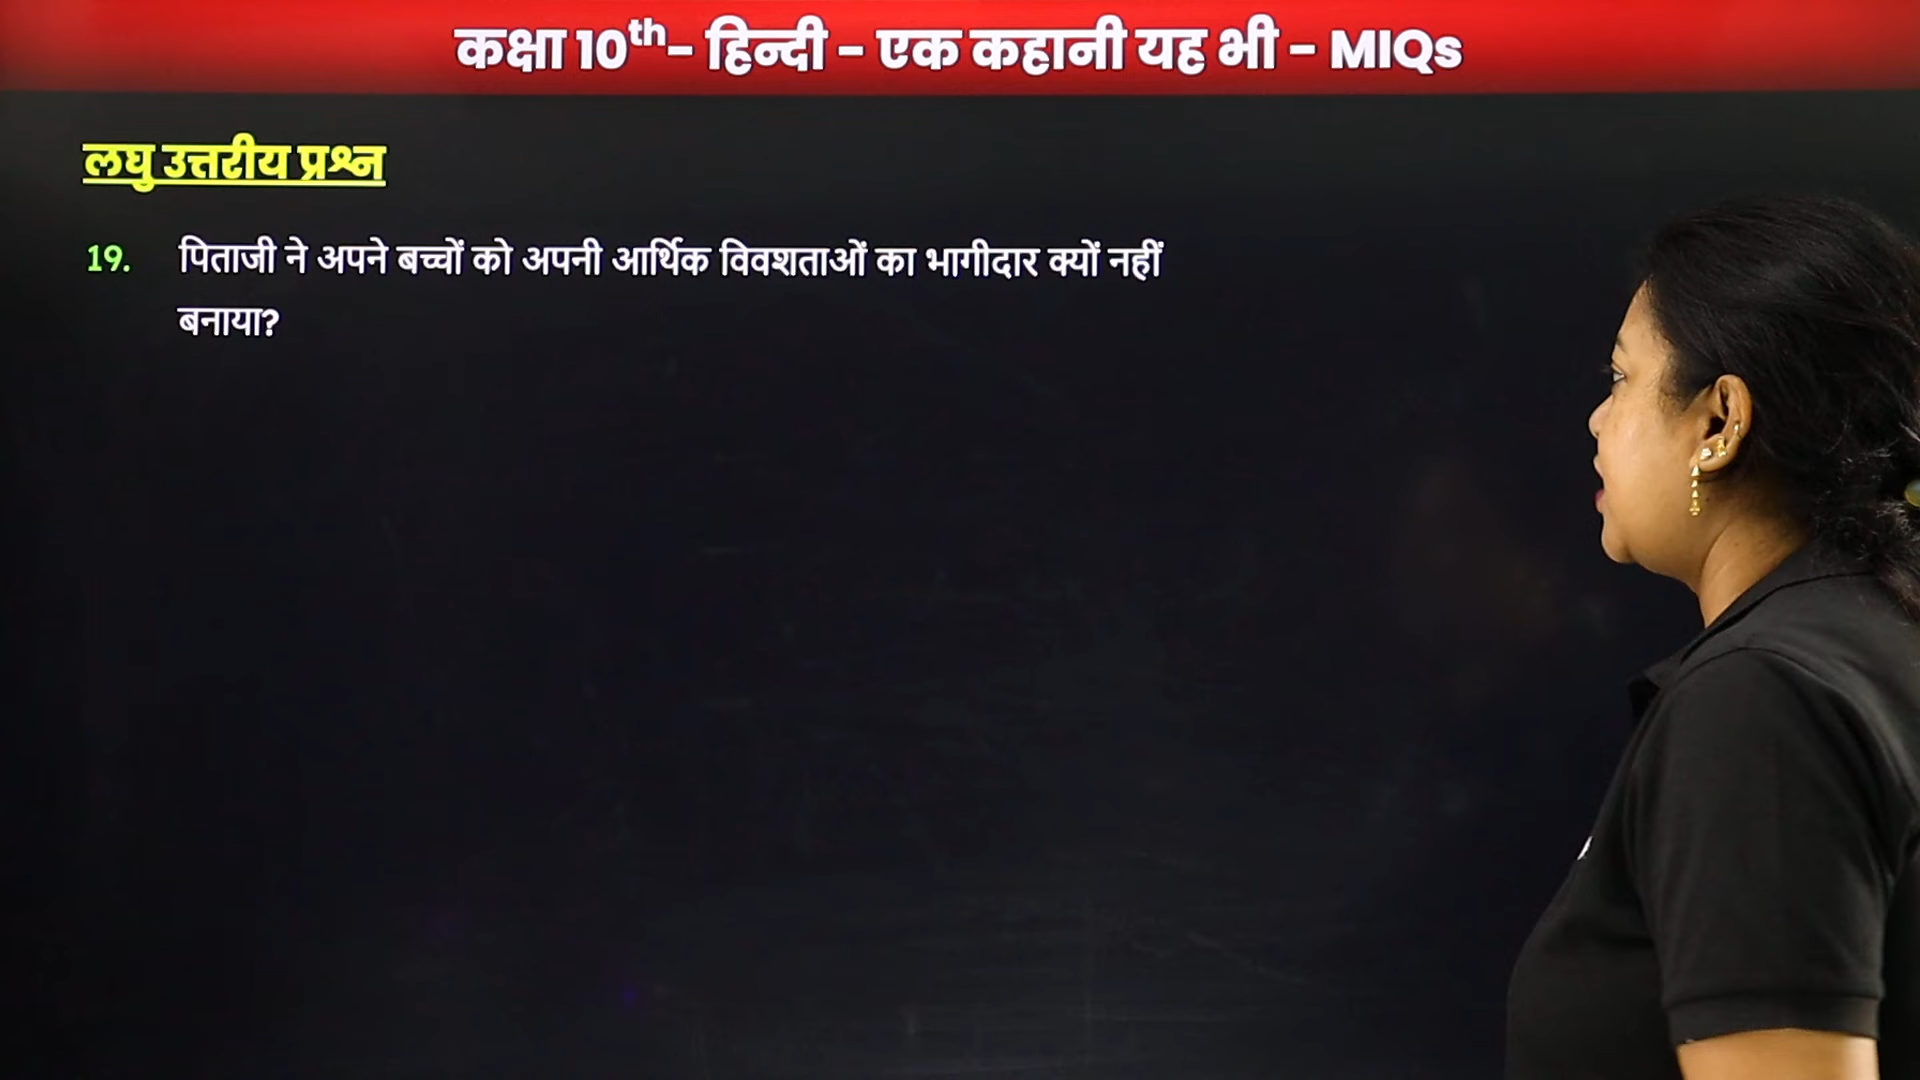 कक्षा 10th- हिन्दी - एक कहानी यह भी - MIQs
लघु उत्तरीय प्रश्न
19. पिताजी ने अपने बच्चों को अपनी आर्थिक विवशताओं का भागीदार क्यों नहीं
बनाया?